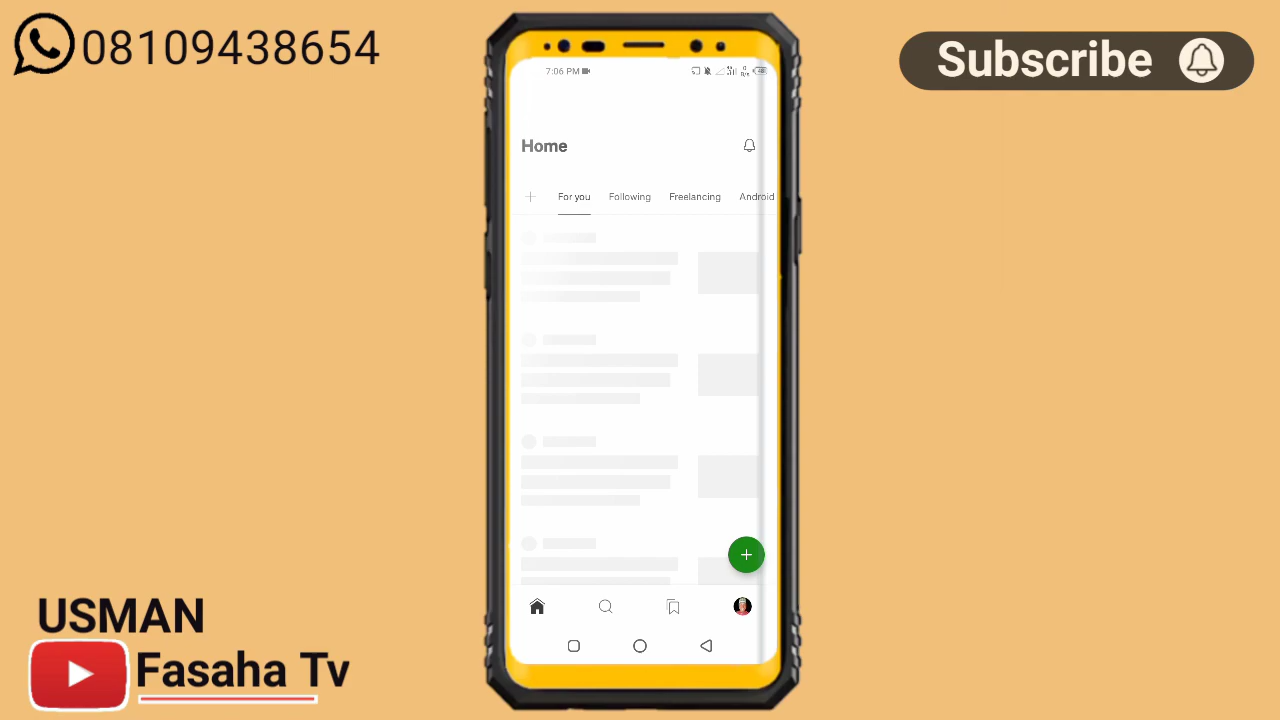 08109438654
Subscribe
7:06 PM
Home
For you Following Freelancing Android
USMAN
Fasaha Tv